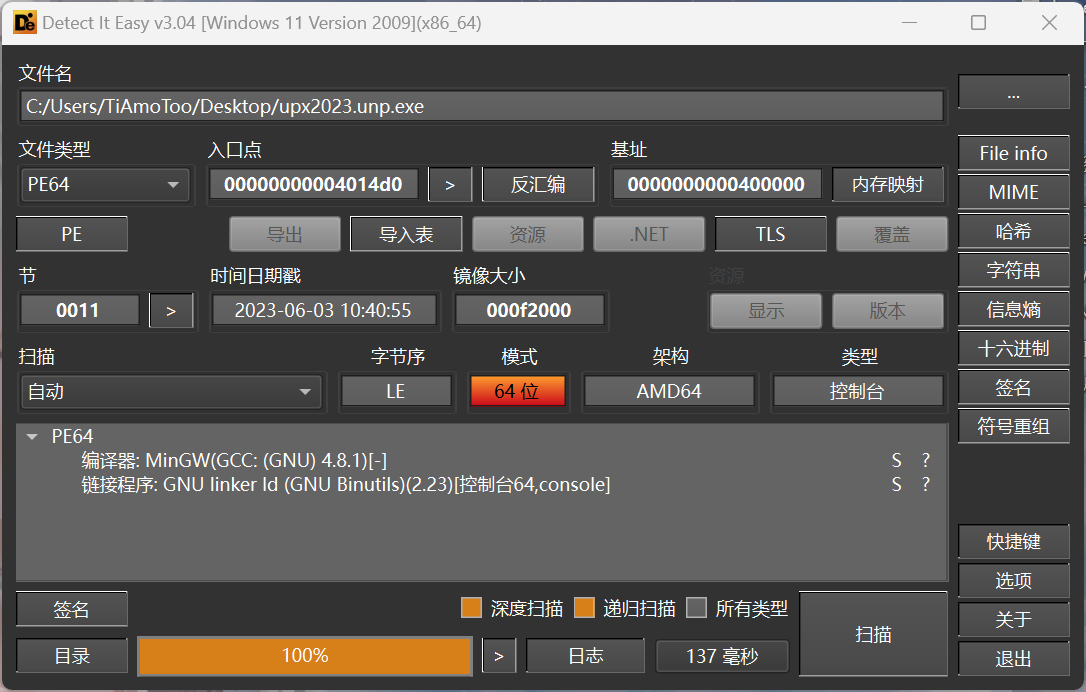 Detect It Easy v3.04 [Windows 11 Version 2009](x86_64)
文件名
C:/Users/TiAmoToo/Desktop/upx2023.unp.exe
...
文件类型 入口点 基址
PE64 00000000004014d0 > 反汇编 0000000000400000 内存映射
File info
MIME
PE 导出 导入表 资源 .NET TLS 覆盖
哈希
节 时间日期戳 镜像大小 资源
字符串
0011 > 2023-06-03 10:40:55 000f2000 显示 版本
信息熵
扫描 字节序 模式 架构 类型
十六进制
自动 LE 64 位 AMD64 控制台
签名
符号重组
PE64
编译器: MinGW(GCC: (GNU) 4.8.1)[-] S ?
链接程序: GNU linker ld (GNU Binutils)(2.23)[控制台64,console] S ?
快捷键
选项
签名 深度扫描 递归扫描 所有类型 扫描
关于
目录 100% > 日志 137 毫秒
退出